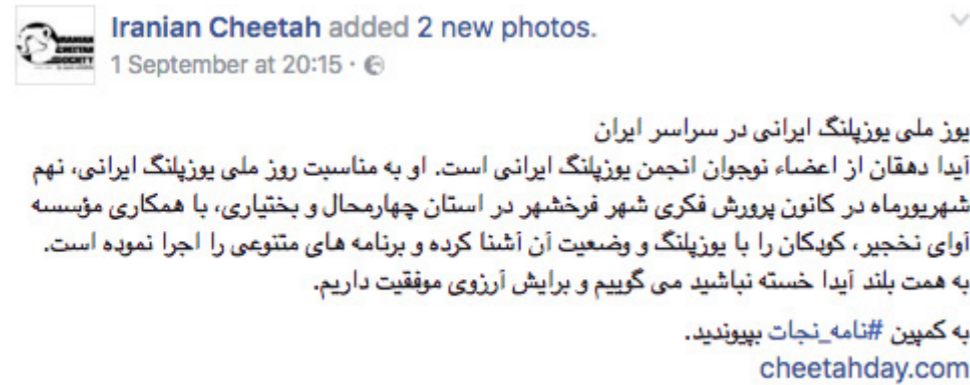 Iranian Cheetah added 2 new photos.
1 September at 20:15 ·
IRANIAN
CHEETAH
SOCIETY
یوز ملی یوزپلنگ ایرانی در سراسر ایران
آیدا دهقان از اعضاء نوجوان انجمن یوزپلنگ ایرانی است. او به مناسبت روز ملی یوزپلنگ ایرانی، نهم
شهریورماه در کانون پرورش فکری شهر فرخشهر در استان چهارمحال و بختیاری، با همکاری مؤسسه
آوای نخجیر، کودکان را با یوزپلنگ و وضعیت آن آشنا کرده و برنامه های متنوعی را اجرا نموده است.
به همت بلند آیدا خسته نباشید می گوییم و برایش آرزوی موفقیت داریم.
به کمپین #نامه_نجات بپیوندید.
cheetahday.com